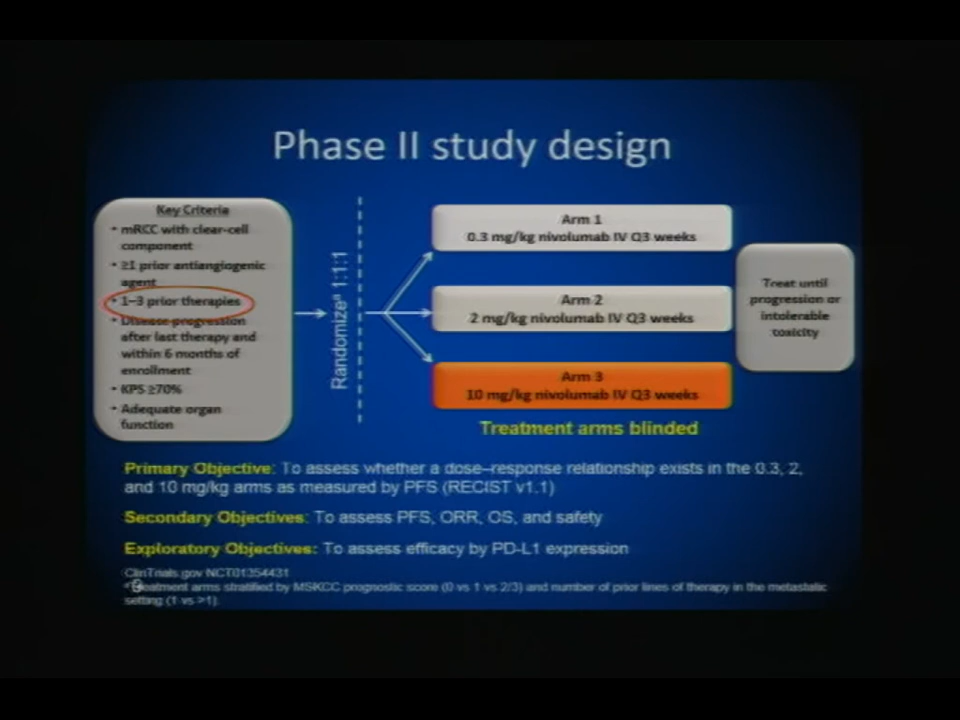 Phase II study design
Key Criteria
• mRCC with clear-cell
component
• ≥1 prior antiangiogenic
agent
• 1–3 prior therapies
• Disease progression
after last therapy and
within 6 months of
enrollment
• KPS ≥70%
• Adequate organ
function
Randomizeª 1:1:1
Arm 1
0.3 mg/kg nivolumab IV Q3 weeks
Arm 2
2 mg/kg nivolumab IV Q3 weeks
Arm 3
10 mg/kg nivolumab IV Q3 weeks
Treatment arms blinded
Treat until
progression or
intolerable
toxicity
Primary Objective: To assess whether a dose–response relationship exists in the 0.3, 2,
and 10 mg/kg arms as measured by PFS (RECIST v1.1)
Secondary Objectives: To assess PFS, ORR, OS, and safety
Exploratory Objectives: To assess efficacy by PD-L1 expression
ClinTrials.gov NCT01354431
ªTreatment arms stratified by MSKCC prognostic score (0 vs 1 vs 2/3) and number of prior lines of therapy in the metastatic
setting (1 vs >1).